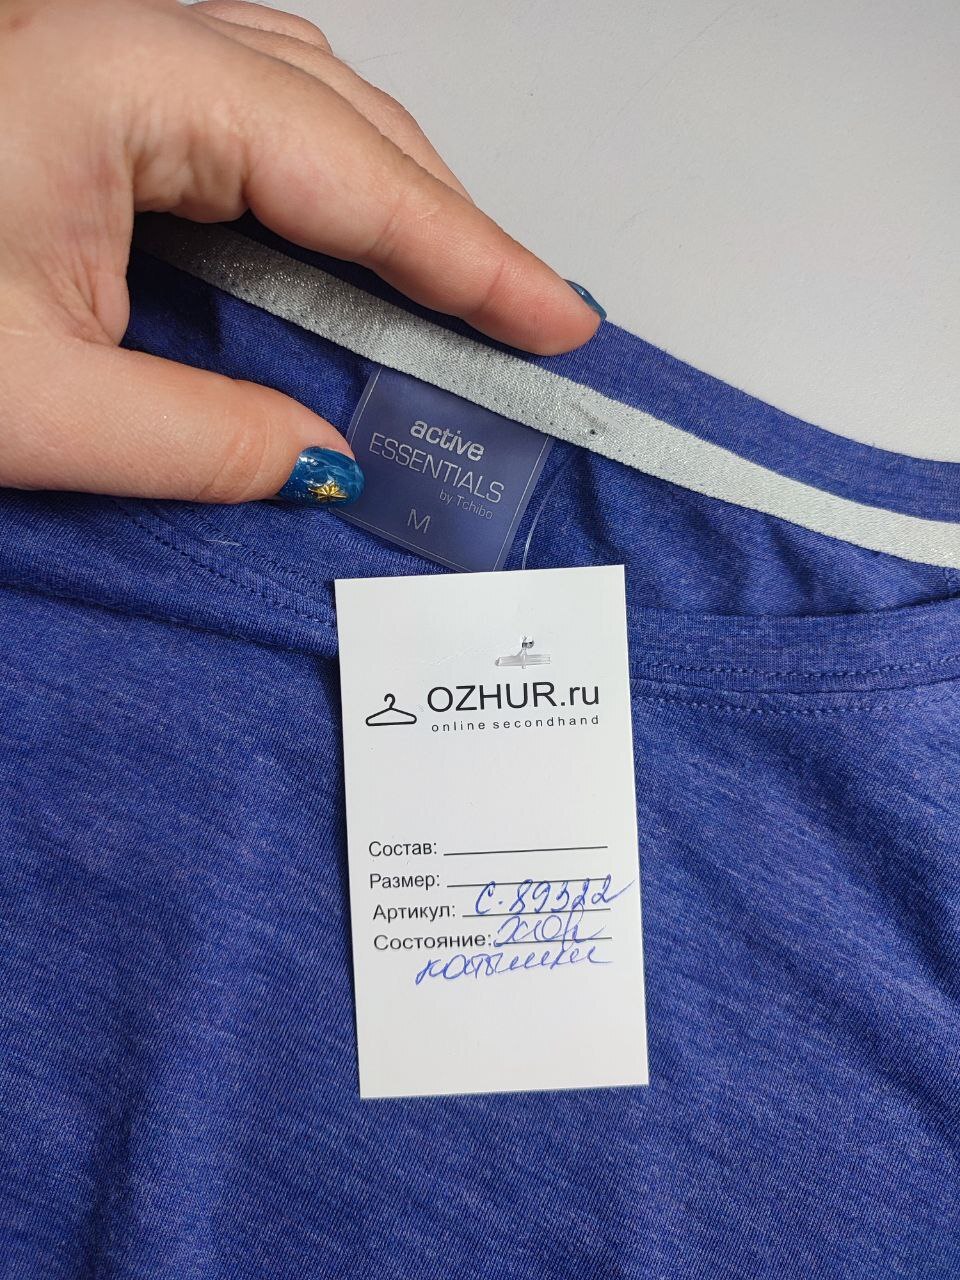 active
ESSENTIALS
by Tchibo
M
OZHUR.ru
online secondhand
Состав:
Размер:
Артикул: С-89322
Состояние: Хор
катышки